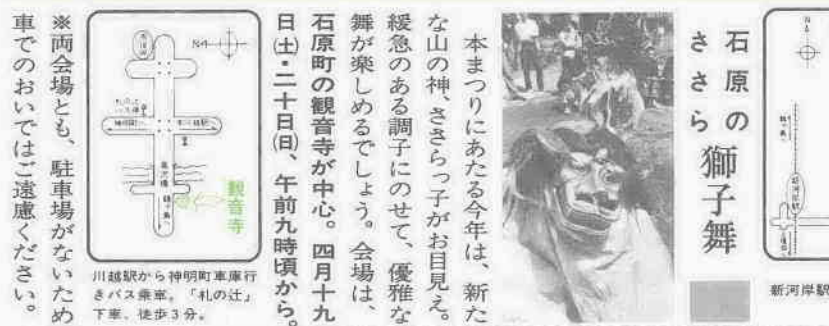 新河岸駅
石原の
ささら獅子舞
本まつりにあたる今年は、新た
な山の神、ささらっ子がお目見え。
緩急のある調子にのせて、優雅な
舞が楽しめるでしょう。会場は、
石原町の観音寺が中心。四月十九
日(土)・二十日(日)、午前九時頃から。
観音寺
川越駅から神明町車庫行
きバス乗車。「札の辻」
下車、徒歩3分。
※両会場とも、駐車場がないため
車でのおいではご遠慮ください。